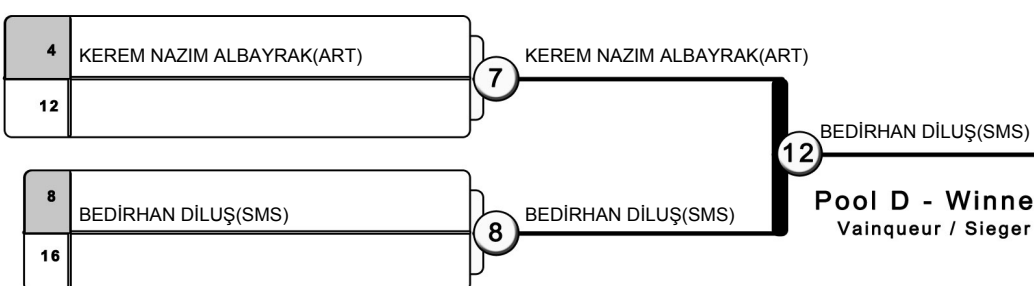 4 KEREM NAZIM ALBAYRAK(ART)
12
7 KEREM NAZIM ALBAYRAK(ART)
8 BEDİRHAN DİLUŞ(SMS)
16
8 BEDİRHAN DİLUŞ(SMS)
12 BEDİRHAN DİLUŞ(SMS)
Pool D - Winne
Vainqueur / Sieger